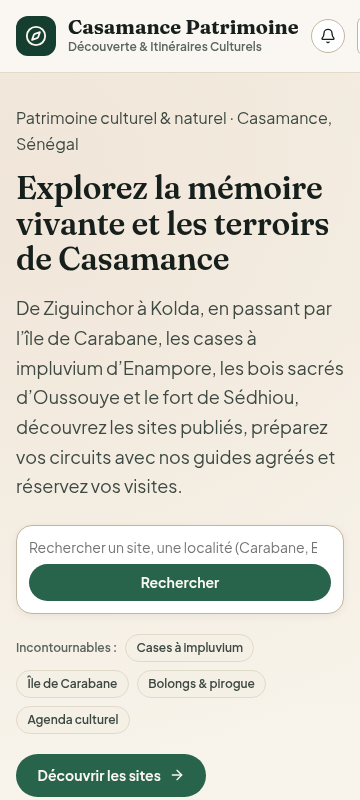 Casamance Patrimoine
Découverte & Itinéraires Culturels
Patrimoine culturel & naturel · Casamance,
Sénégal
Explorez la mémoire
vivante et les terroirs
de Casamance
De Ziguinchor à Kolda, en passant par
l’île de Carabane, les cases à
impluvium d’Enampore, les bois sacrés
d’Oussouye et le fort de Sédhiou,
découvrez les sites publiés, préparez
vos circuits avec nos guides agréés et
réservez vos visites.
Rechercher un site, une localité (Carabane, E
Rechercher
Incontournables :
Cases à impluvium
Île de Carabane
Bolongs & pirogue
Agenda culturel
Découvrir les sites